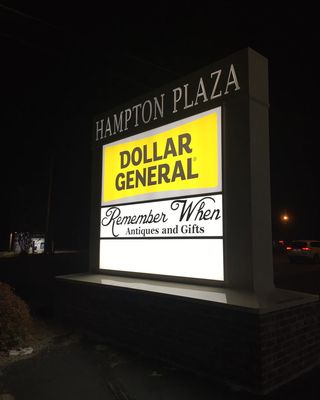 HAMPTON PLAZA
DOLLAR
GENERAL
Remember When
Antiques and Gifts